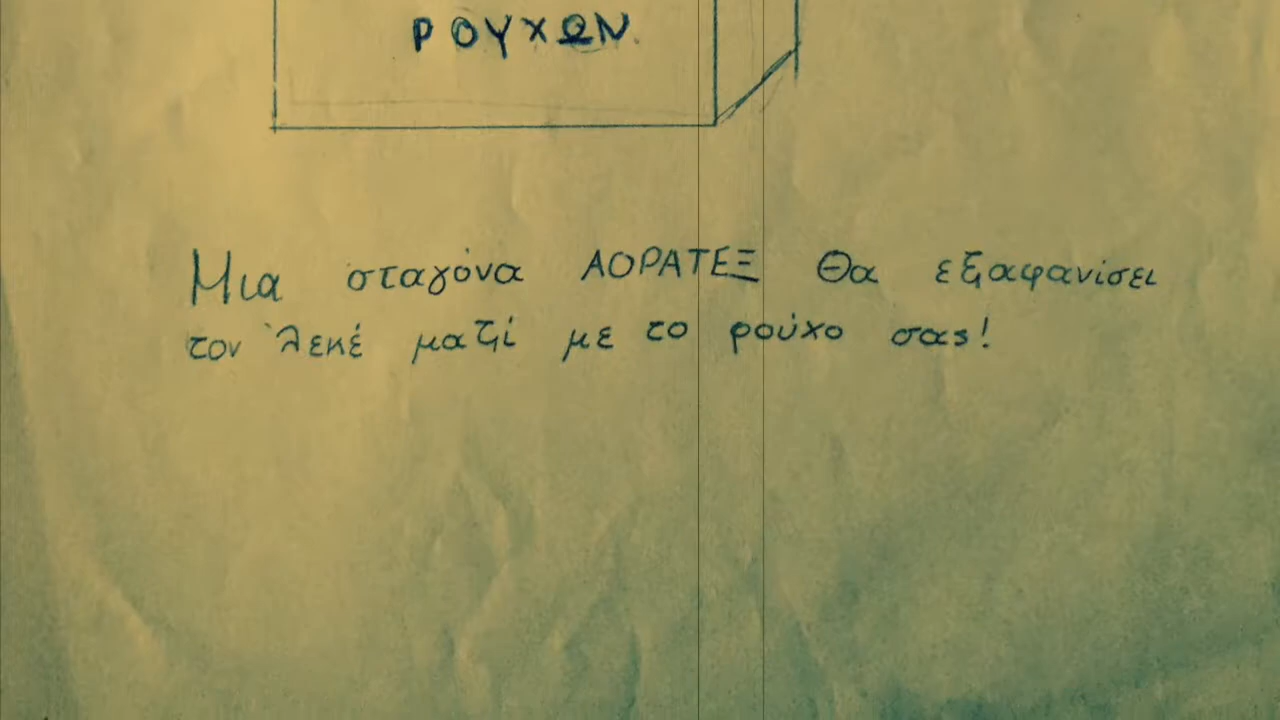 ΡΟΥΧΩΝ.
Μια σταγόνα ΑΟΡΑΤΕΞ Θα εξαφανίσει
τον λεκέ μαζί με το ρούχο σας!